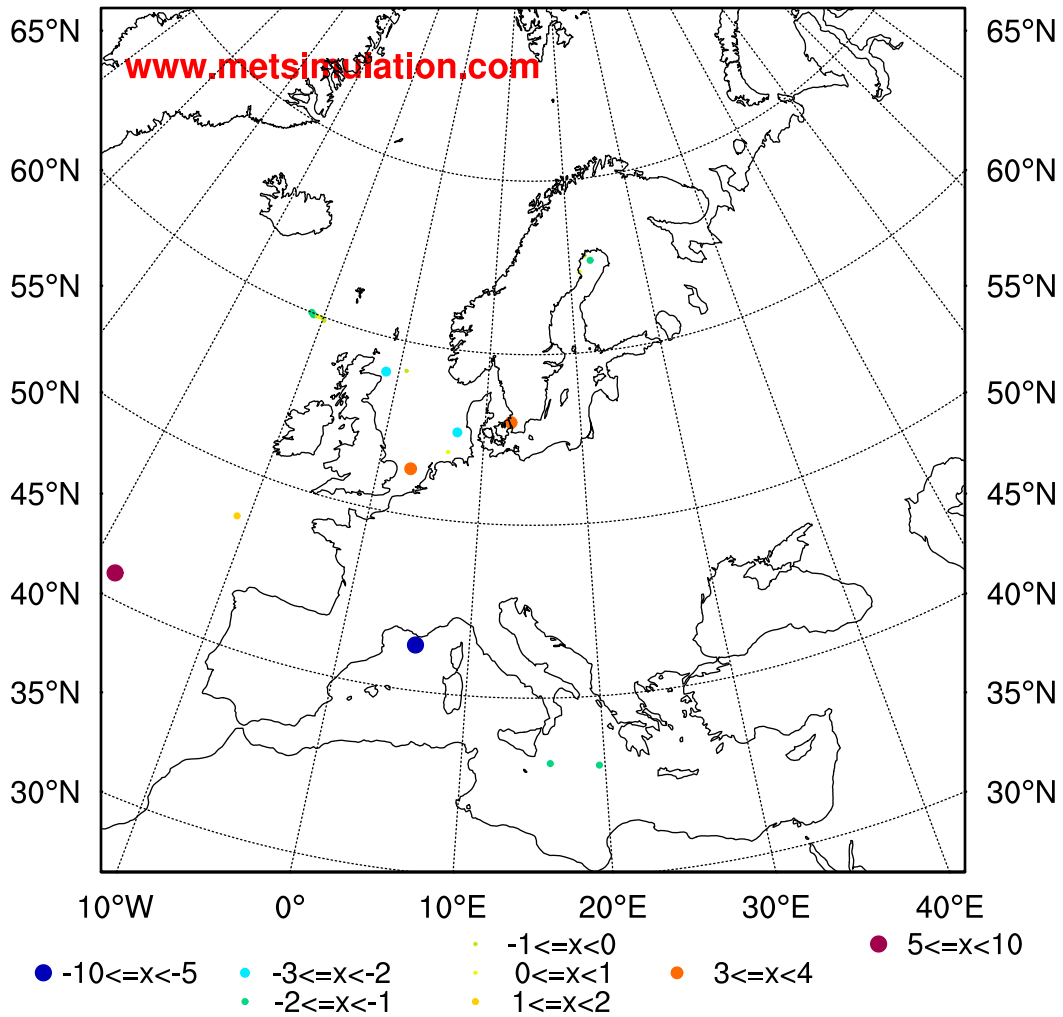 65°N 65°N
www.metsimulation.com
60°N 60°N
55°N 55°N
50°N 50°N
45°N 45°N
40°N 40°N
35°N 35°N
30°N 30°N
10°W 0° 10°E 20°E 30°E 40°E
-1<=x<0 5<=x<10
-10<=x<-5 -3<=x<-2 0<=x<1 3<=x<4
-2<=x<-1 1<=x<2